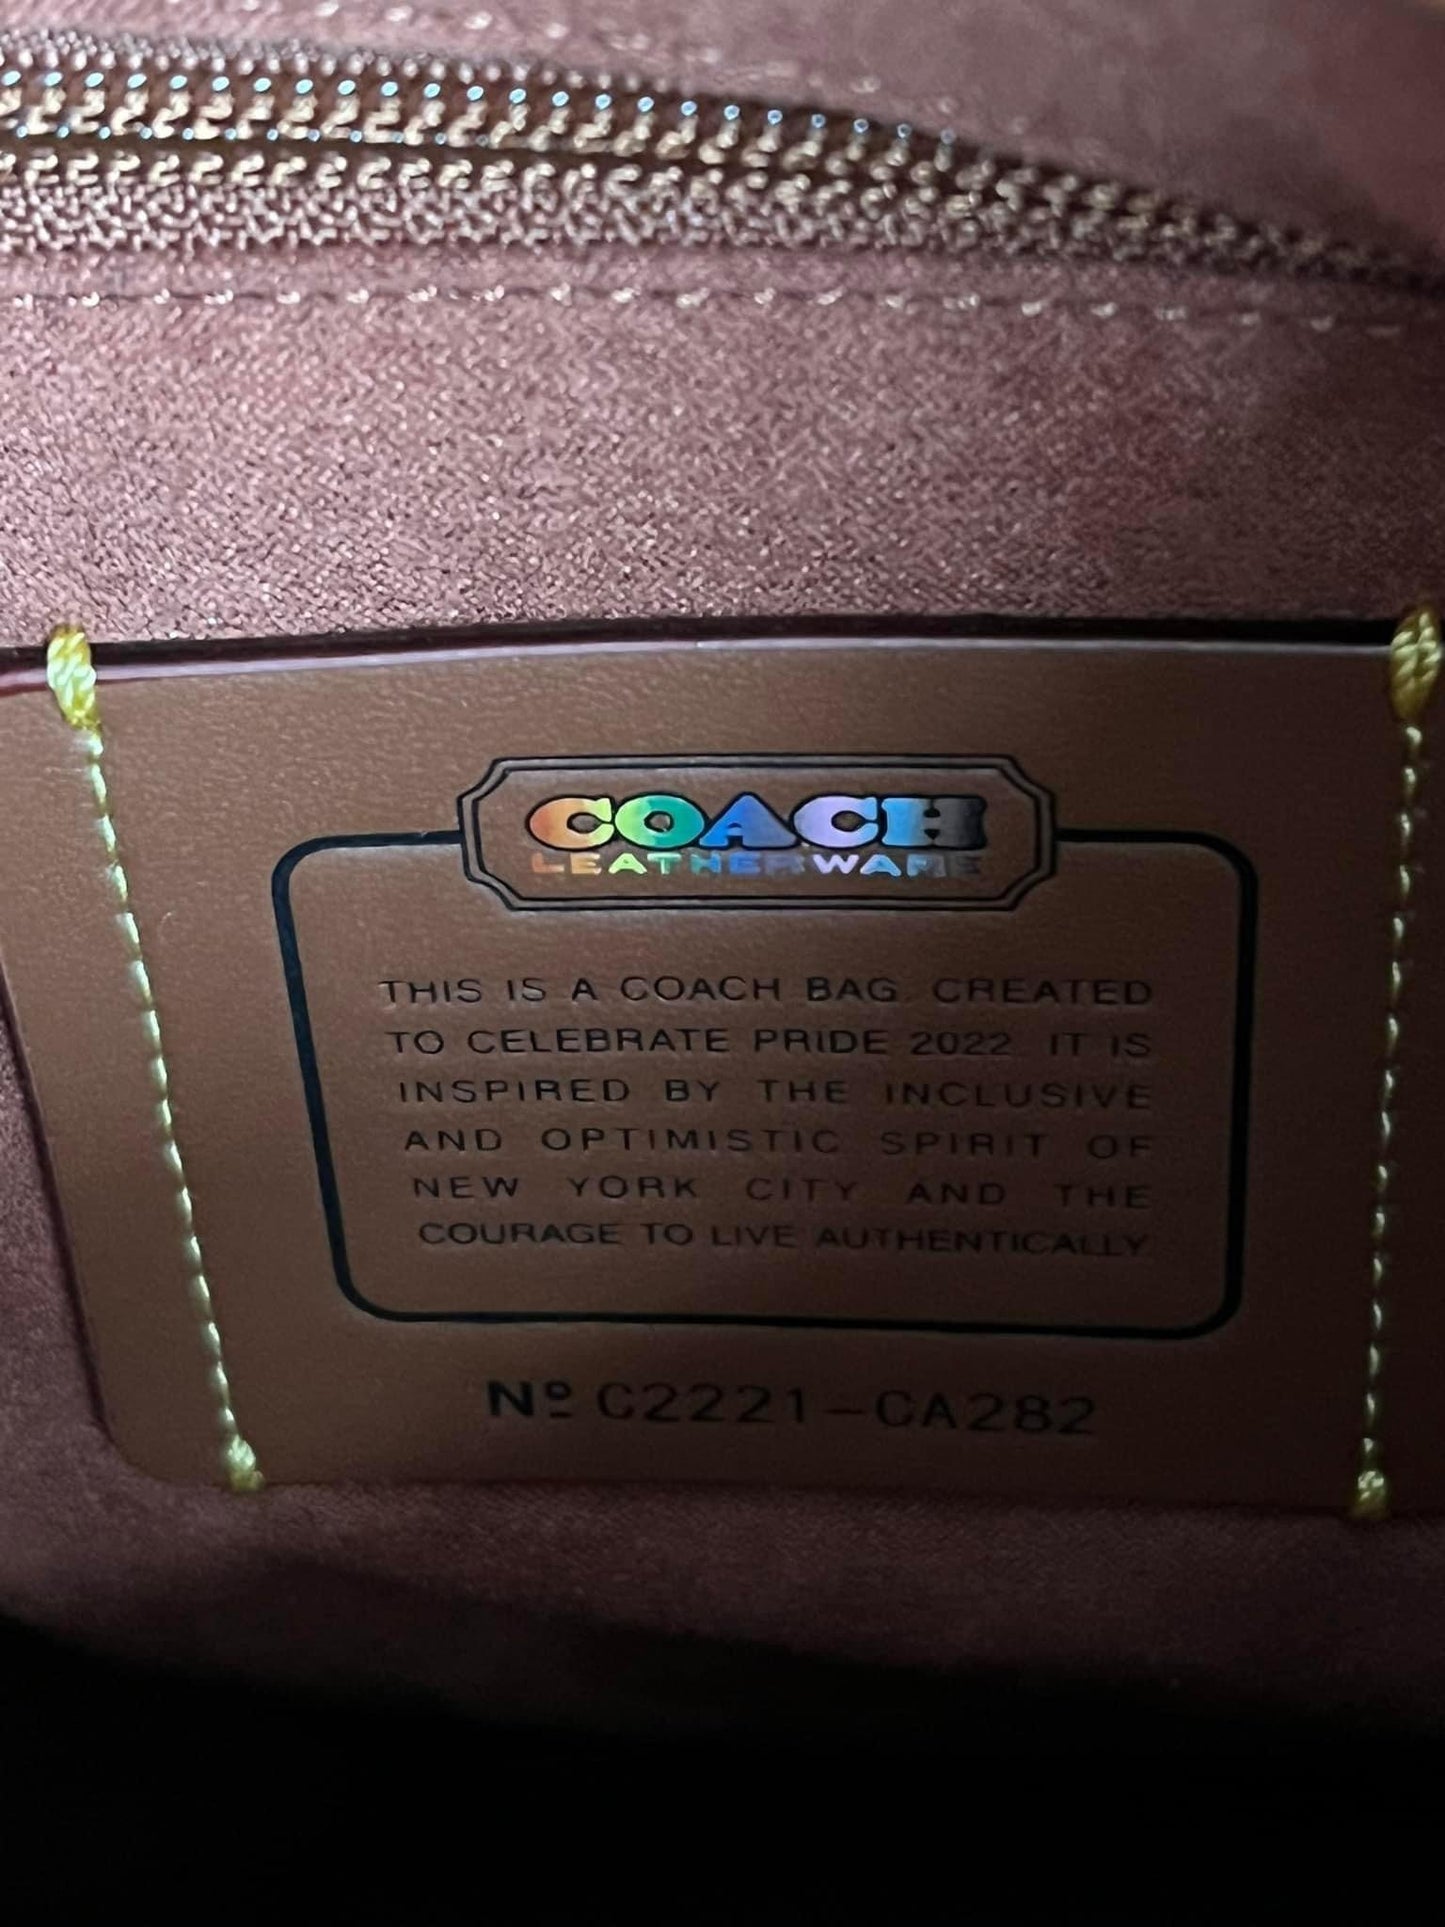 COACH
LEATHERWARE
THIS IS A COACH BAG, CREATED
TO CELEBRATE PRIDE 2022. IT IS
INSPIRED BY THE INCLUSIVE
AND OPTIMISTIC SPIRIT OF
NEW YORK CITY AND THE
COURAGE TO LIVE AUTHENTICALLY
Nº C2221-CA282